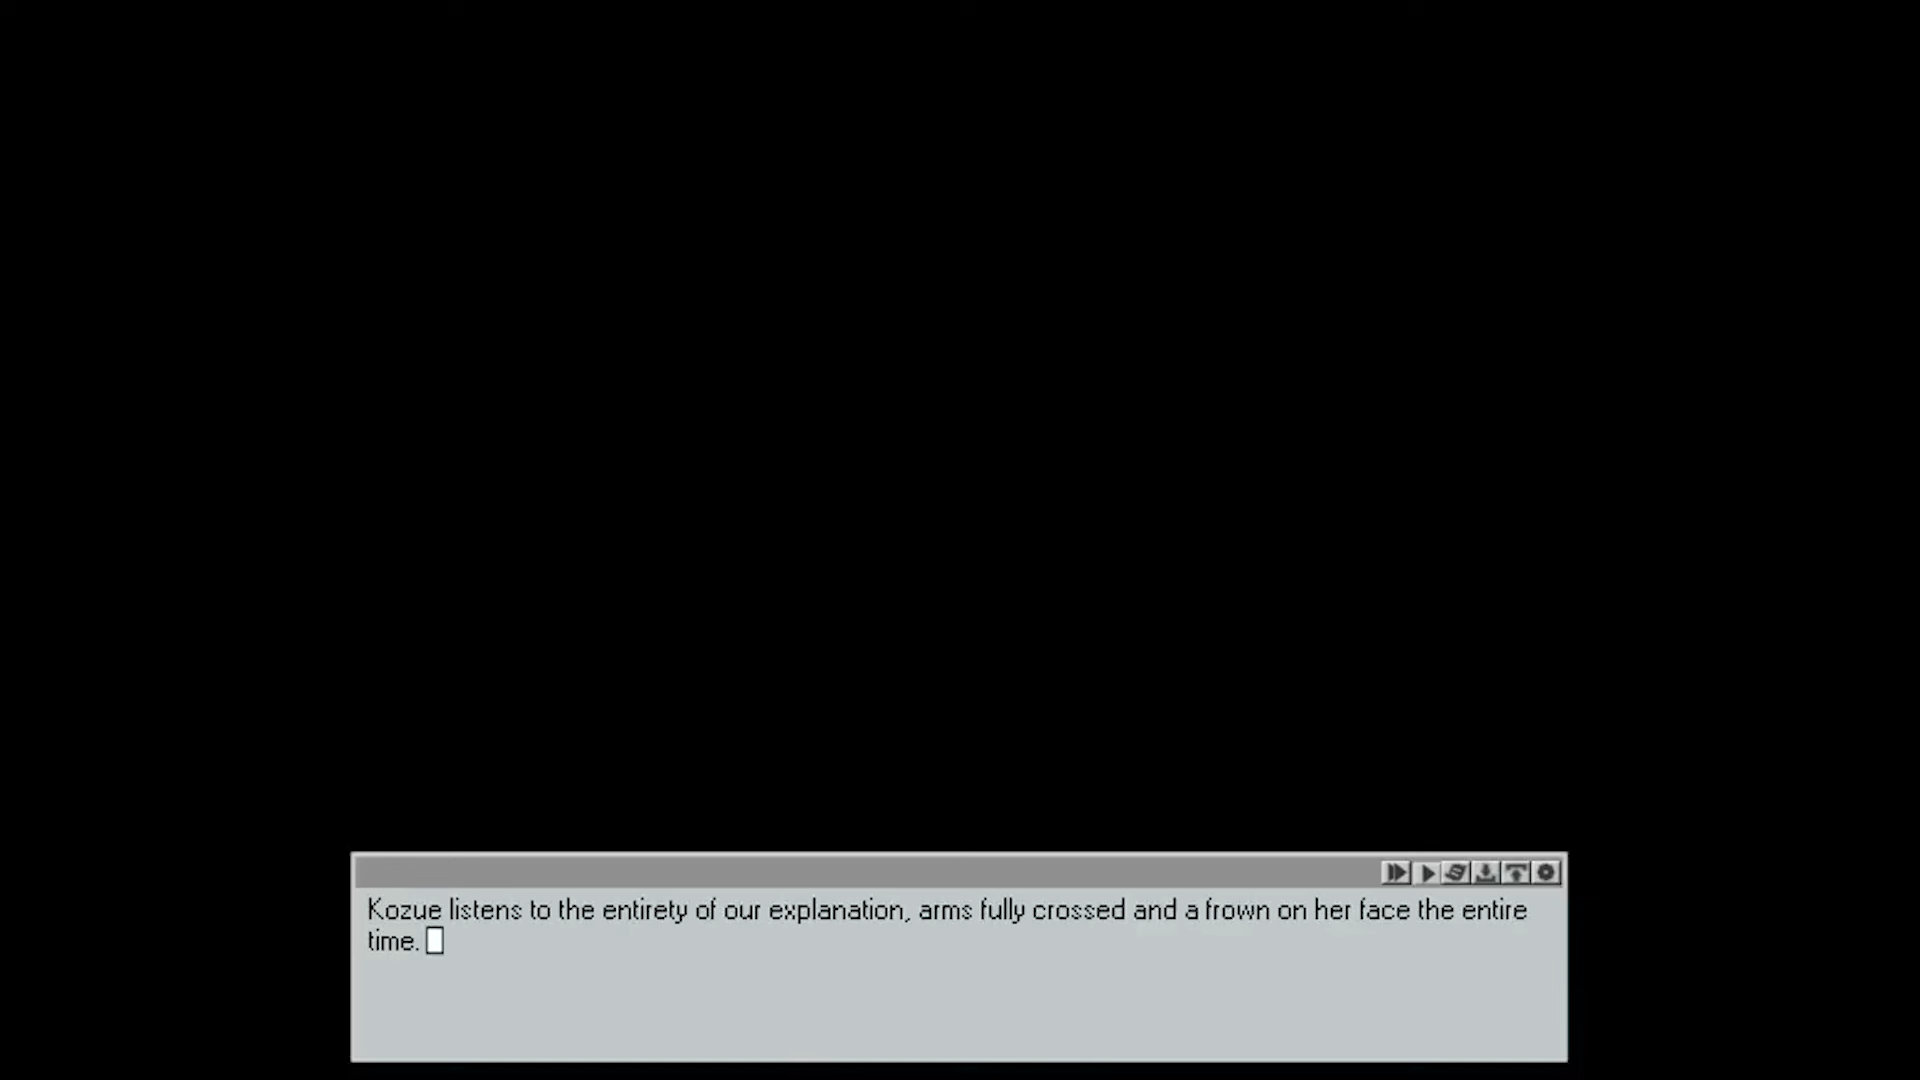 Kozue listens to the entirety of our explanation, arms fully crossed and a frown on her face the entire
time.